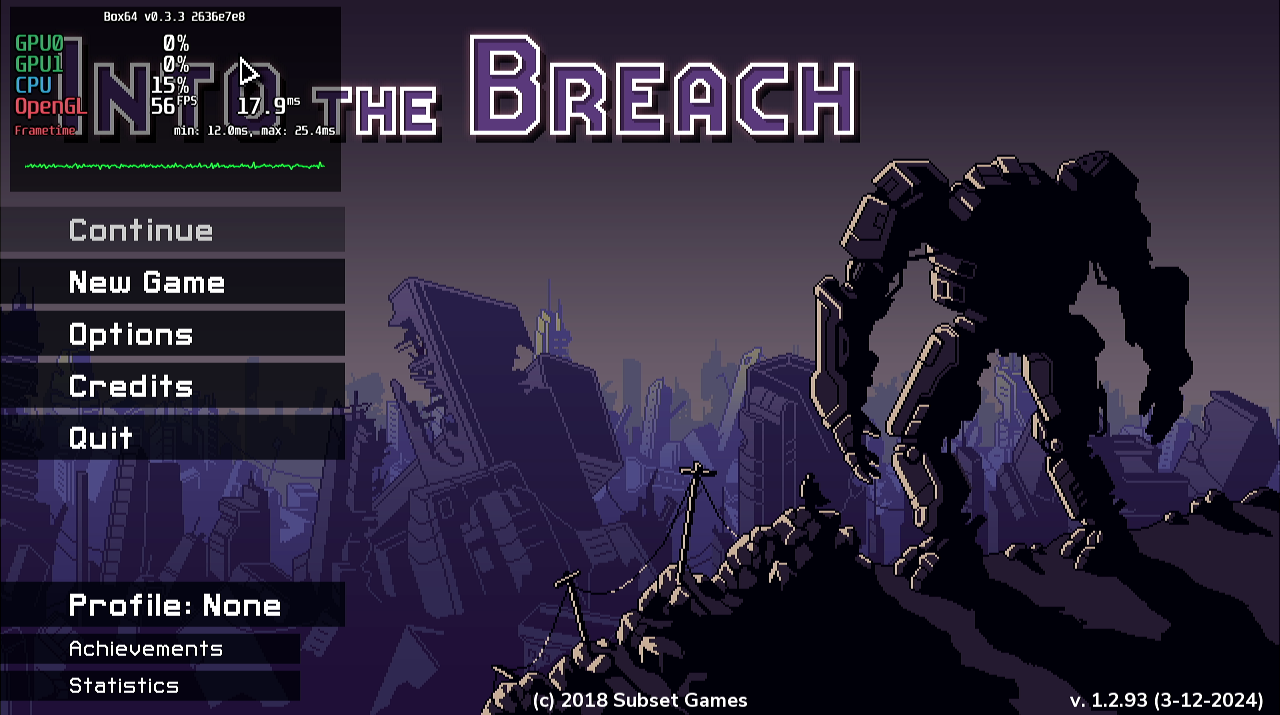 Box64 v0.3.3 2636e7e8
GPU0 0%
GPU1 0%
CPU 15%
OpenGL 56 FPS 17.9ms
Frametime min: 12.0ms, max: 25.4ms
INTO THE BREACH
Continue
New Game
Options
Credits
Quit
Profile: None
Achievements
Statistics
(c) 2018 Subset Games
v. 1.2.93 (3-12-2024)